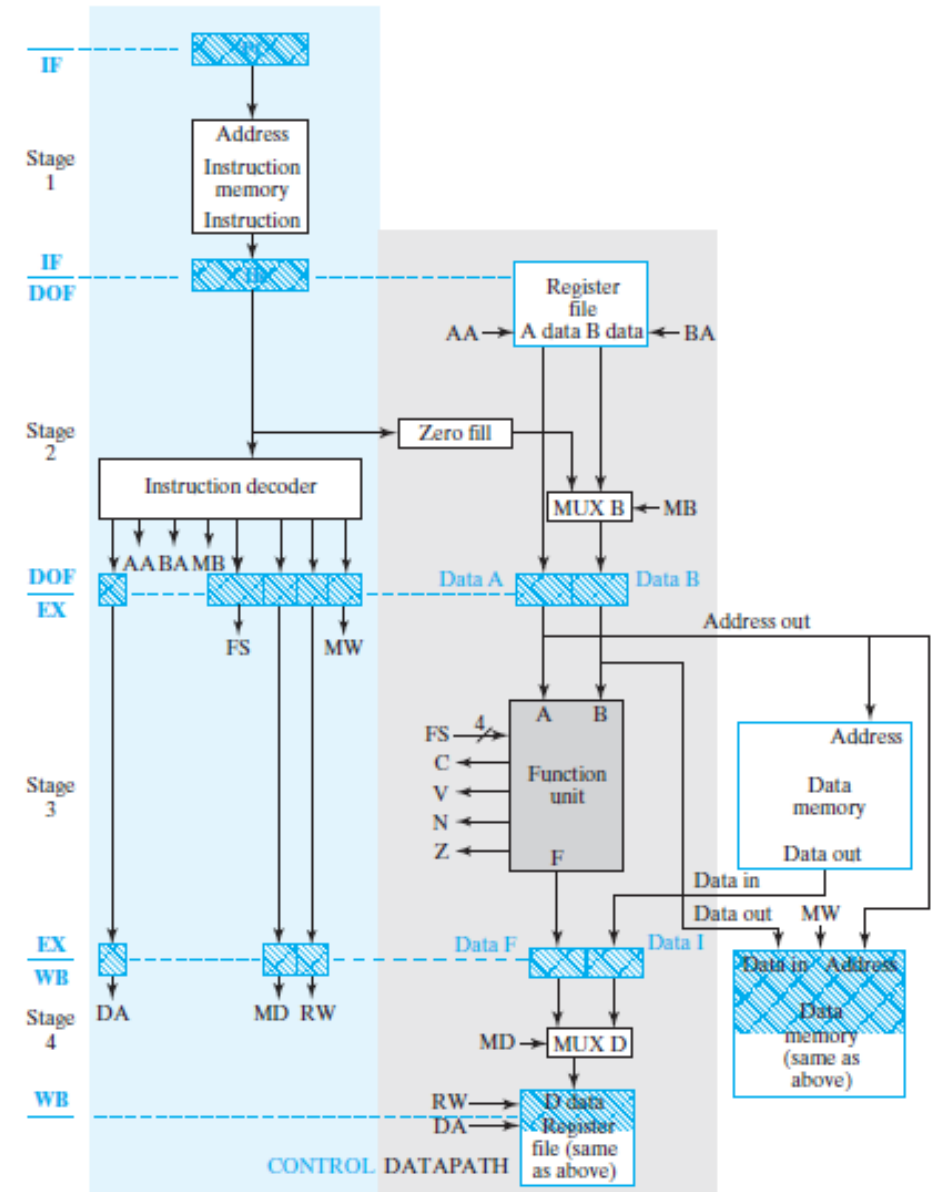 PC
IF
Address
Instruction
memory
Instruction
Stage
1
IF
DOF
IR
Register
file
A data B data
AA
BA
Stage
2
Zero fill
Instruction decoder
MUX B
MB
AA BA MB
DOF
EX
Data A
Data B
FS
MW
Address out
A B
FS
4
C
V
N
Z
Function
unit
F
Stage
3
Address
Data
memory
Data out
Data in
Data out
MW
EX
WB
Data F
Data I
Data in Address
Data
memory
(same as
above)
Stage
4
DA
MD RW
MD
MUX D
WB
RW
DA
D data
Register
file (same
as above)
CONTROL DATAPATH